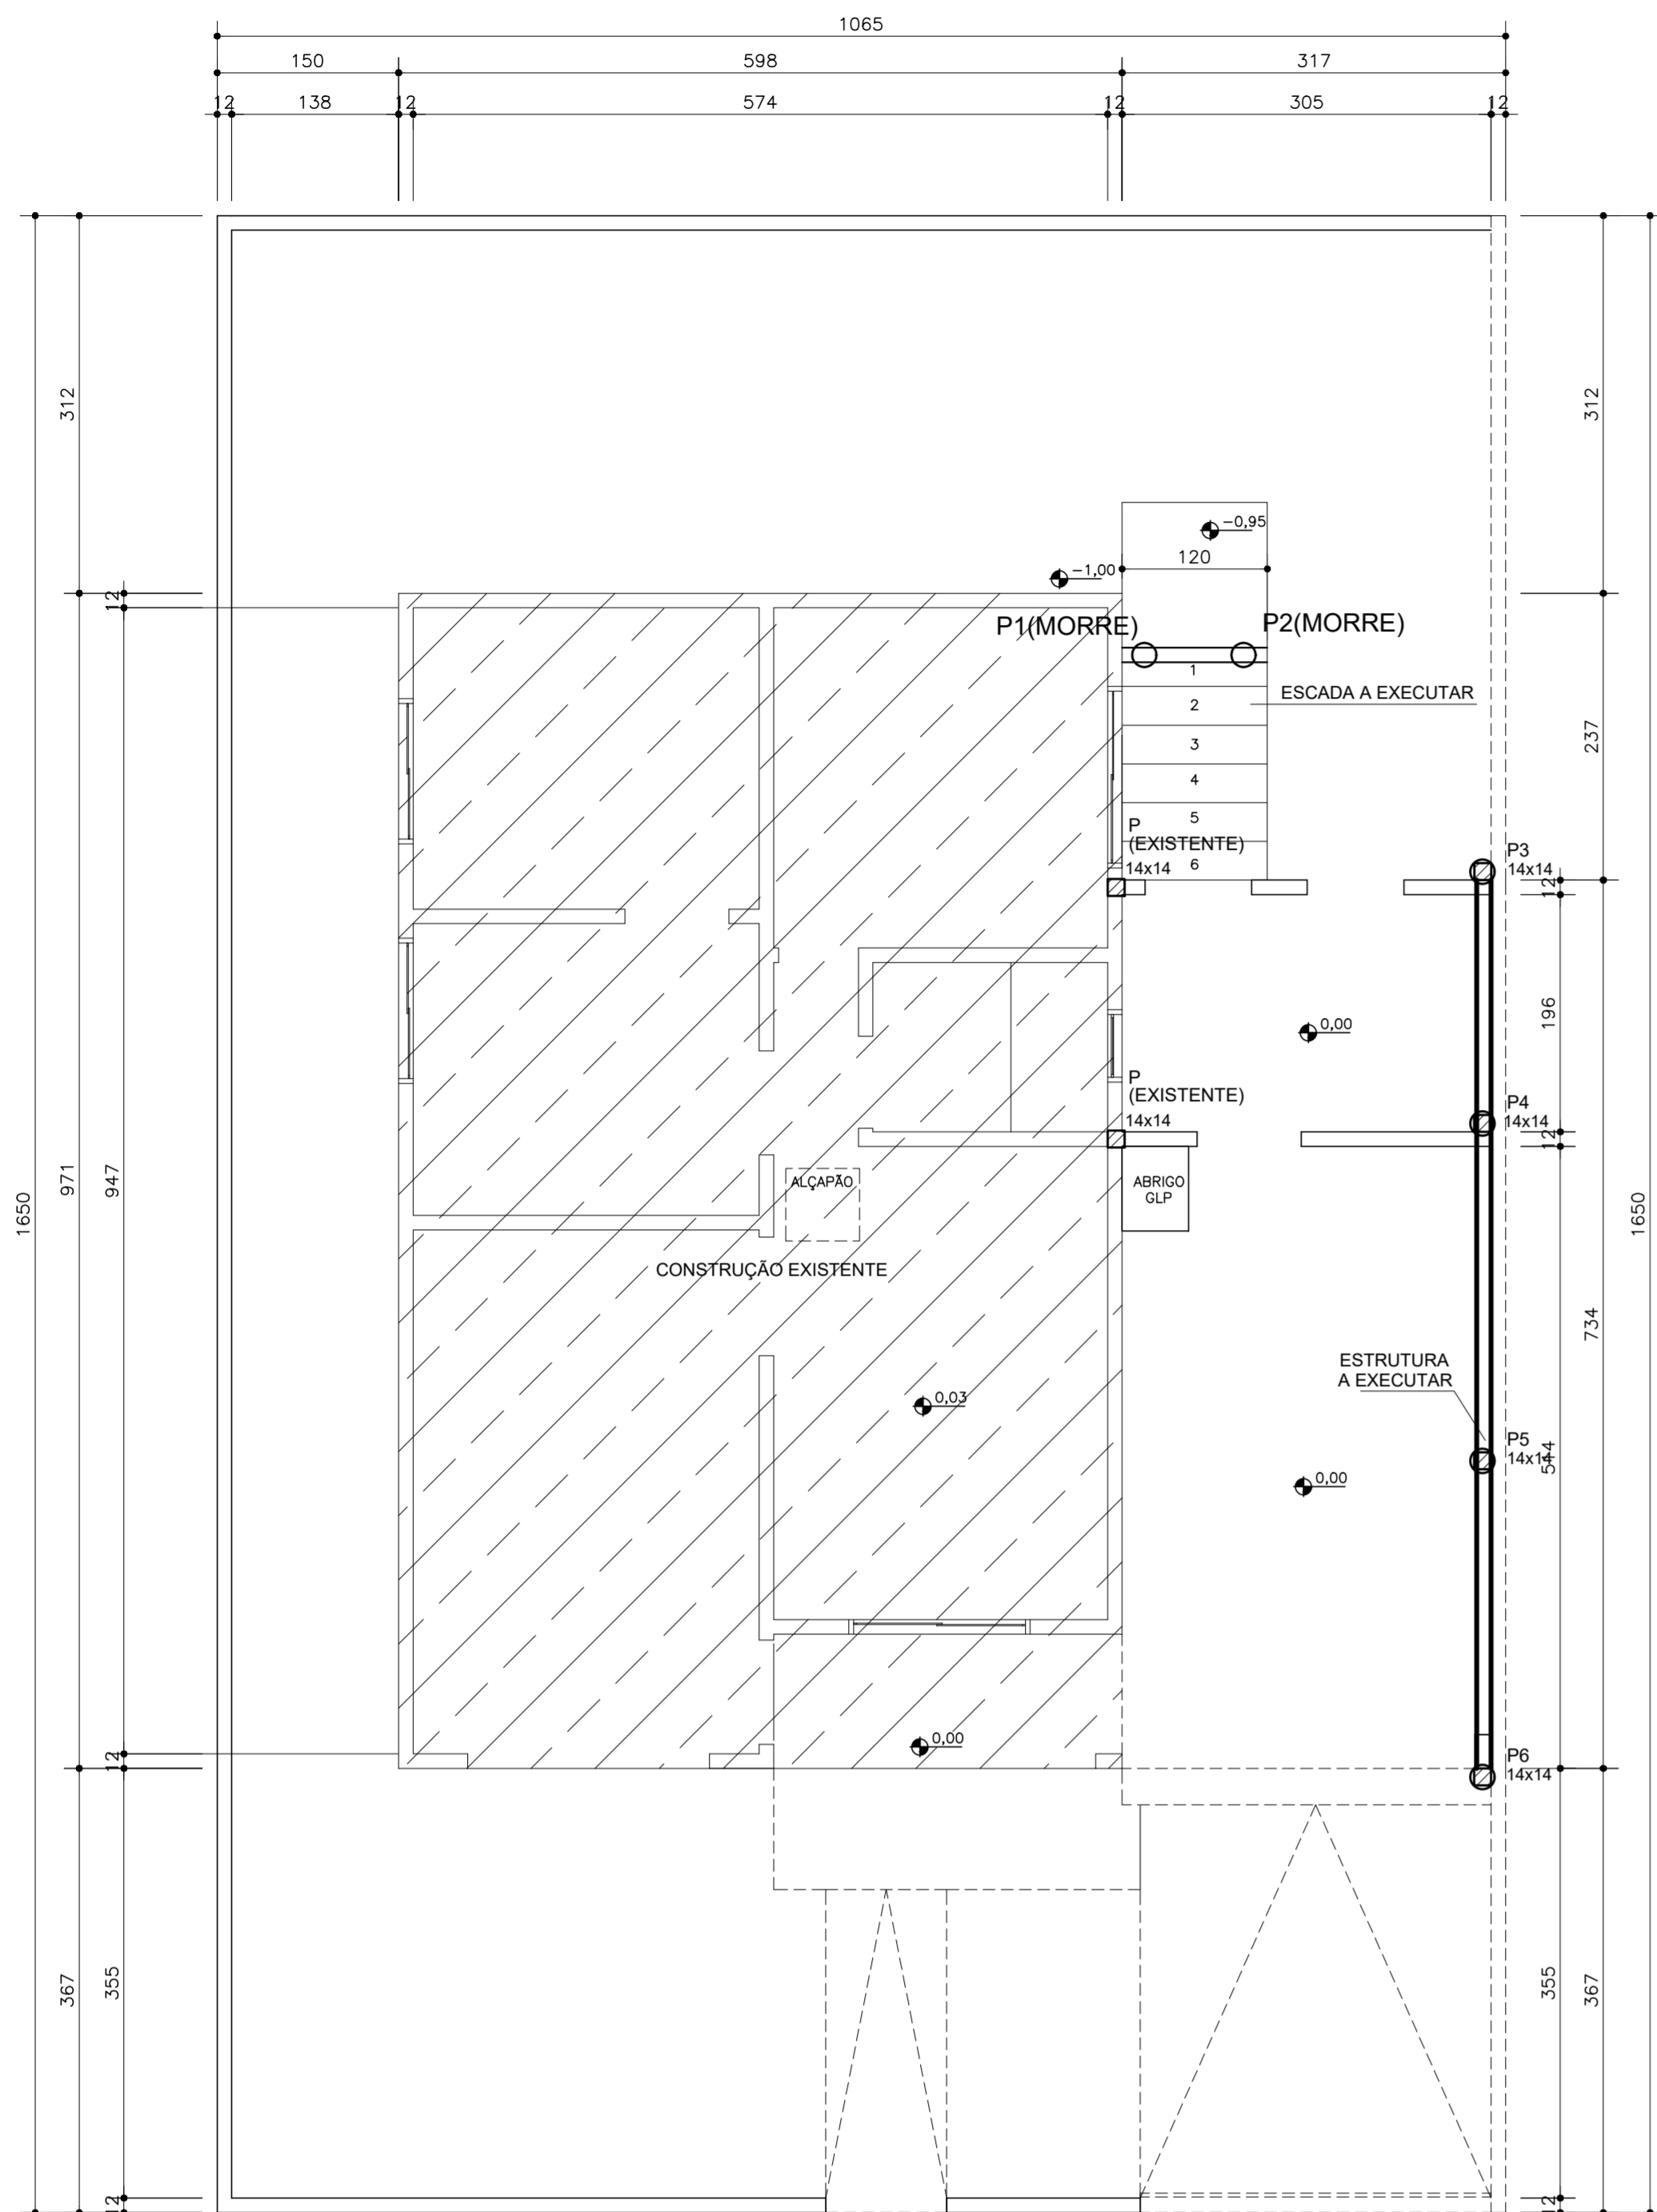 1065
150
598
317
12
138
12
574
12
305
12
312
312
-0,95
120
-1,00
12
P1(MORRE)
P2(MORRE)
1
ESCADA A EXECUTAR
2
237
3
4
5
P
(EXISTENTE)
6
14x14
P3
14x14
12
196
0,00
P
(EXISTENTE)
14x14
P4
14x14
12
971
947
1650
1650
ALÇAPÃO
ABRIGO
GLP
CONSTRUÇÃO EXISTENTE
734
ESTRUTURA
A EXECUTAR
0,03
P5
14x14
544
0,00
0,00
12
P6
14x14
367
355
355
367
12
12